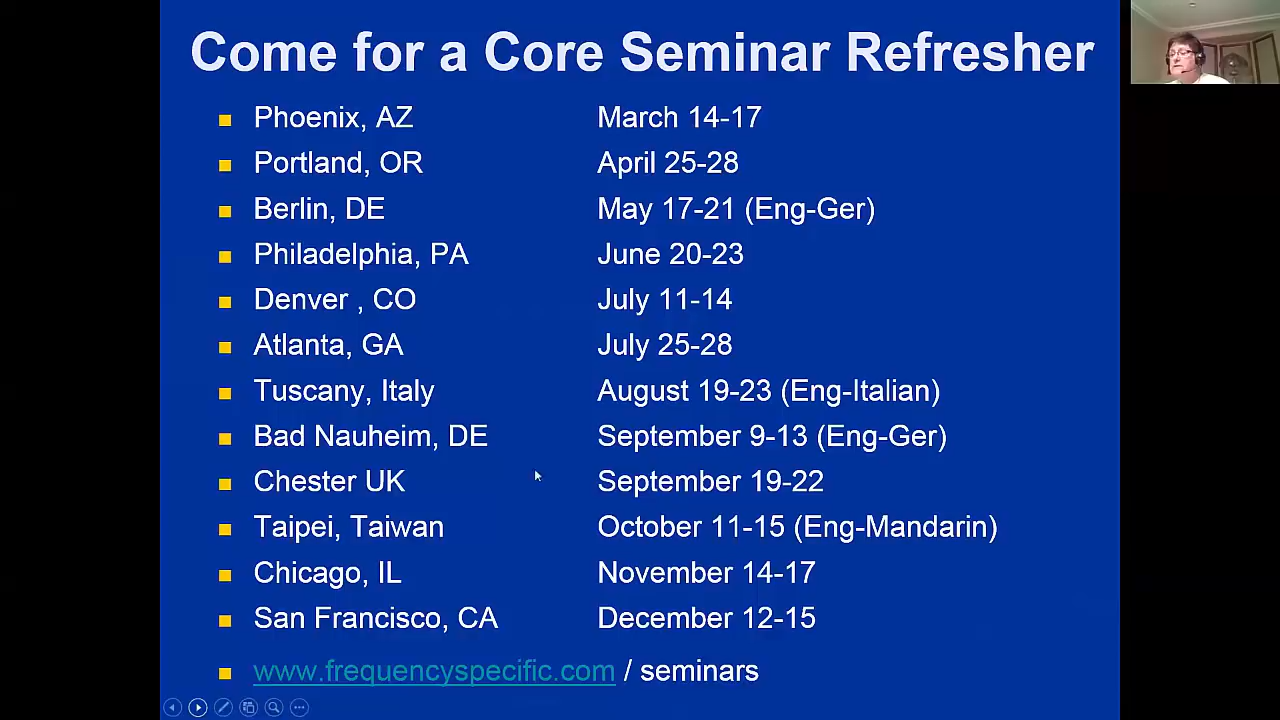 Come for a Core Seminar Refresher
Phoenix, AZ March 14-17
Portland, OR April 25-28
Berlin, DE May 17-21 (Eng-Ger)
Philadelphia, PA June 20-23
Denver , CO July 11-14
Atlanta, GA July 25-28
Tuscany, Italy August 19-23 (Eng-Italian)
Bad Nauheim, DE September 9-13 (Eng-Ger)
Chester UK September 19-22
Taipei, Taiwan October 11-15 (Eng-Mandarin)
Chicago, IL November 14-17
San Francisco, CA December 12-15
www.frequencyspecific.com / seminars